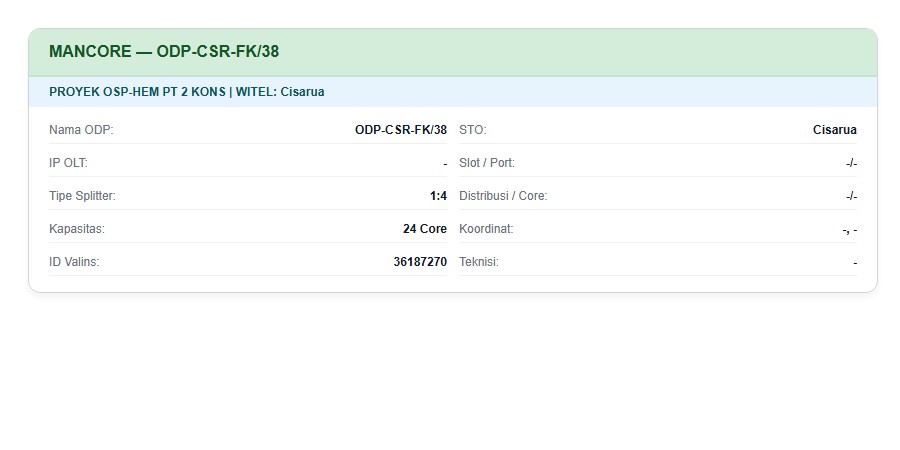 MANCORE — ODP-CSR-FK/38
PROYEK OSP-HEM PT 2 KONS | WITEL: Cisarua
Nama ODP: ODP-CSR-FK/38 STO: Cisarua
IP OLT: - Slot / Port: -/-
Tipe Splitter: 1:4 Distribusi / Core: -/-
Kapasitas: 24 Core Koordinat: -, -
ID Valins: 36187270 Teknisi: -